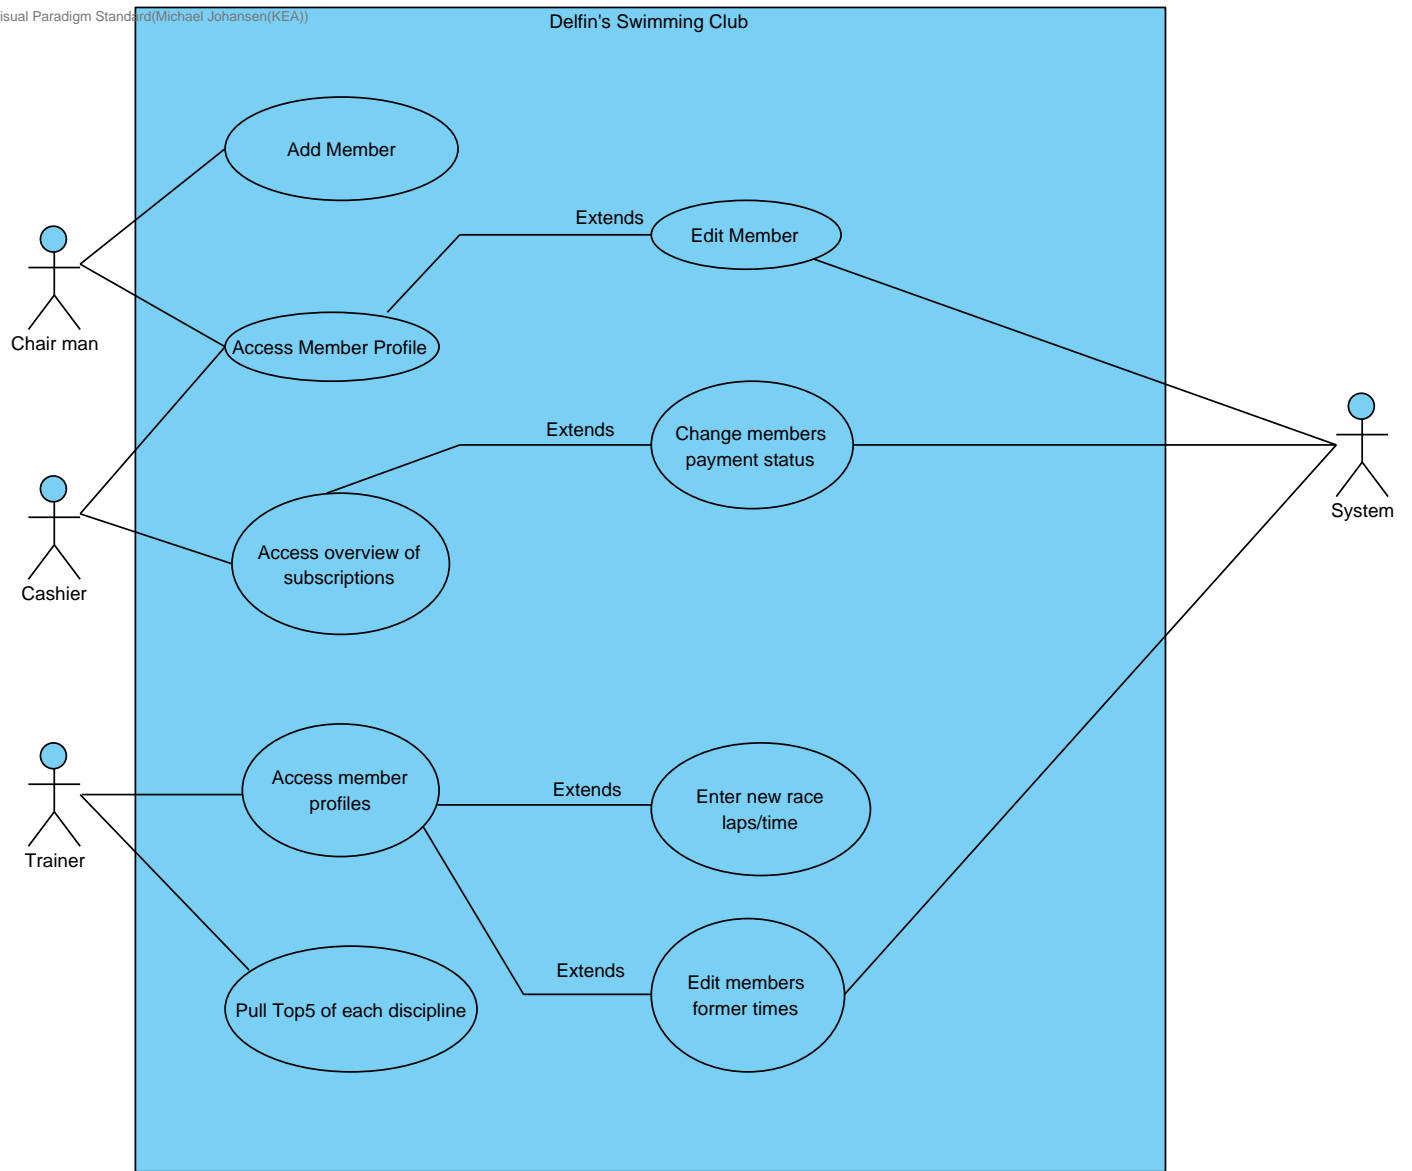 isual Paradigm Standard(Michael Johansen(KEA))
Delfin's Swimming Club
Add Member
Extends
Edit Member
Chair man
Access Member Profile
Extends
Change members
payment status
System
Access overview of
subscriptions
Cashier
Access member
profiles
Extends
Enter new race
laps/time
Trainer
Extends
Edit members
former times
Pull Top5 of each discipline